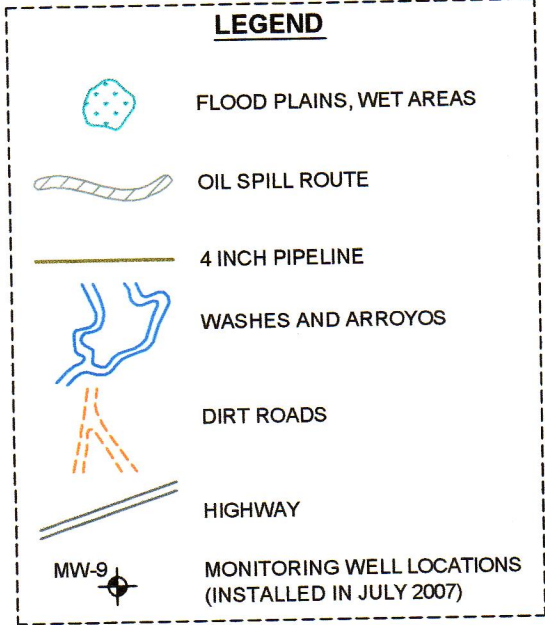 LEGEND
FLOOD PLAINS, WET AREAS
OIL SPILL ROUTE
4 INCH PIPELINE
WASHES AND ARROYOS
DIRT ROADS
HIGHWAY
MW-9
MONITORING WELL LOCATIONS
(INSTALLED IN JULY 2007)